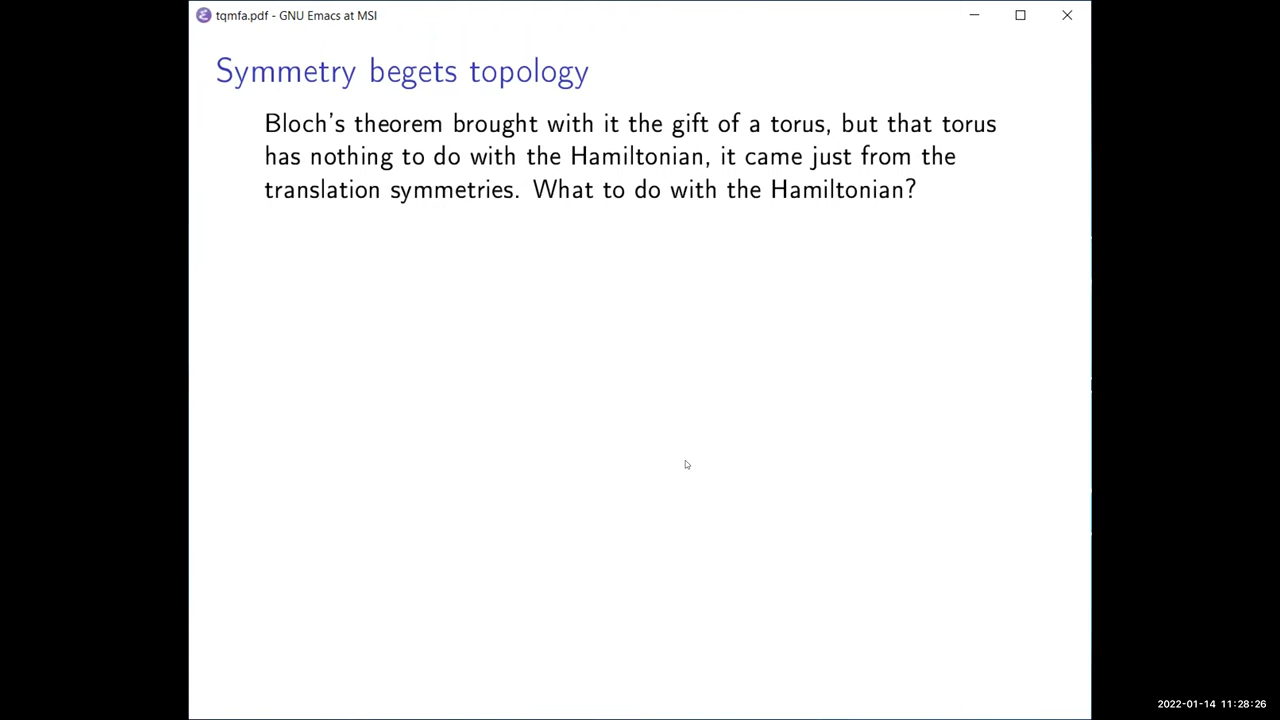 tqmfa.pdf - GNU Emacs at MSI
Symmetry begets topology
Bloch's theorem brought with it the gift of a torus, but that torus
has nothing to do with the Hamiltonian, it came just from the
translation symmetries. What to do with the Hamiltonian?
2022-01-14 11:28:26